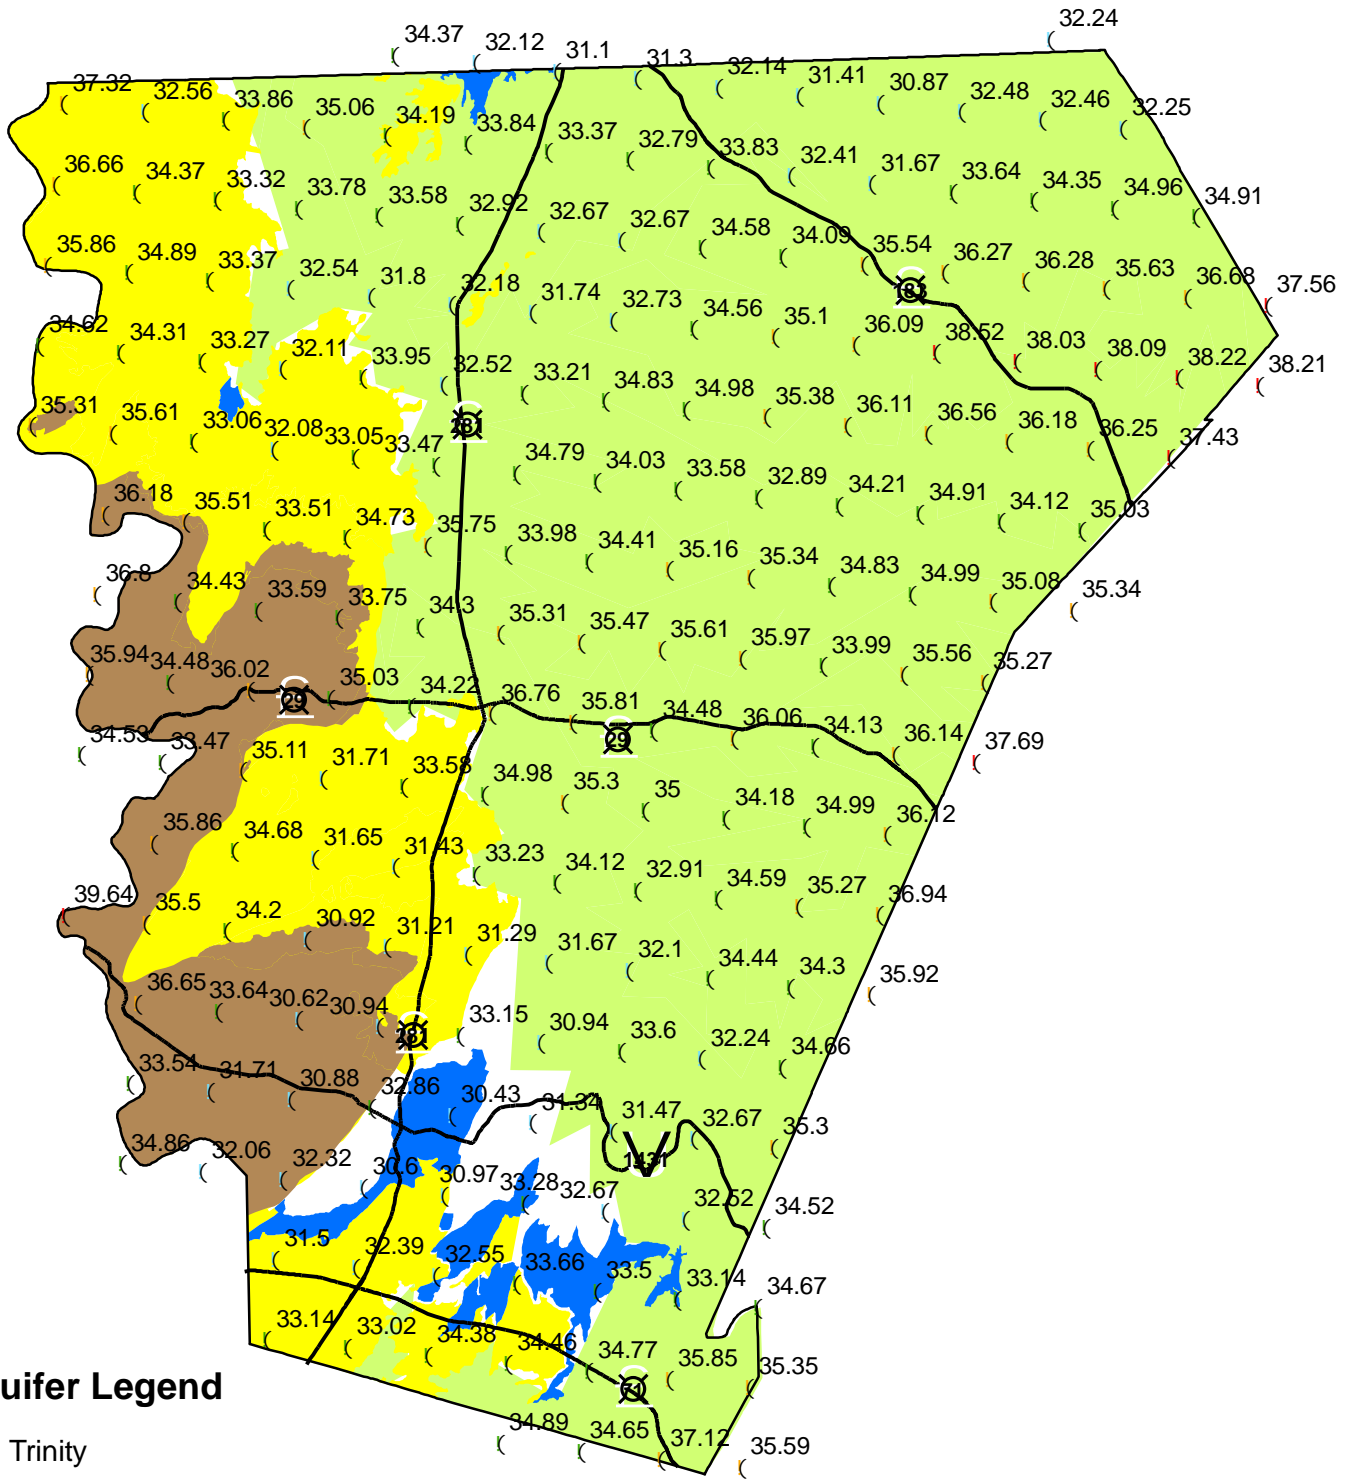 32.24
34.37 32.12 31.1 31.3 32.14 31.41 30.87 32.48 32.46 32.25
37.32 32.56 33.86 35.06 34.19 33.84 33.37 32.79 33.83 32.41 31.67 33.64 34.35 34.96 34.91
36.66 34.37 33.32 33.78 33.58 32.92 32.67 32.67 34.58 34.09 35.54 36.27 36.28 35.63 36.68 37.56
35.86 34.89 33.37 32.54 31.8 32.18 31.74 32.73 34.56 35.1 36.09 38.52 38.03 38.09 38.22 38.21
183
34.62 34.31 33.27 32.11 33.95 32.52 33.21 34.83 34.98 35.38 36.11 36.56 36.18 36.25 37.43
35.31 35.61 33.06 32.08 33.05 33.47 34.79 34.03 33.58 32.89 34.21 34.91 34.12 35.03
281
36.18 35.51 33.51 34.73 35.75 33.98 34.41 35.16 35.34 34.83 34.99 35.08 35.34
36.8 34.43 33.59 33.75 34.3 35.31 35.47 35.61 35.97 33.99 35.56 35.27
35.94 34.48 36.02 35.03 34.22 36.76 35.81 34.48 36.06 34.13 36.14 37.69
29
29
34.53 33.47 35.11 31.71 33.58 34.98 35.3 35 34.18 34.99 36.12
35.86 34.68 31.65 31.43 33.23 34.12 32.91 34.59 35.27 36.94
39.64 35.5 34.2 30.92 31.21 31.29 31.67 32.1 34.44 34.3 35.92
36.65 33.64 30.62 30.94 33.15 30.94 33.6 32.24 34.66
281
33.54 31.71 30.88 32.86 30.43 31.34 31.47 32.67 35.3
1431
34.86 32.06 32.32 30.6 30.97 33.28 32.67 32.52 34.52
31.5 32.39 32.55 33.66 33.5 33.14 34.67
33.14 33.02 34.38 34.46 34.77 35.85 35.35
71
uifer Legend
34.89 34.65 37.12 35.59
Trinity